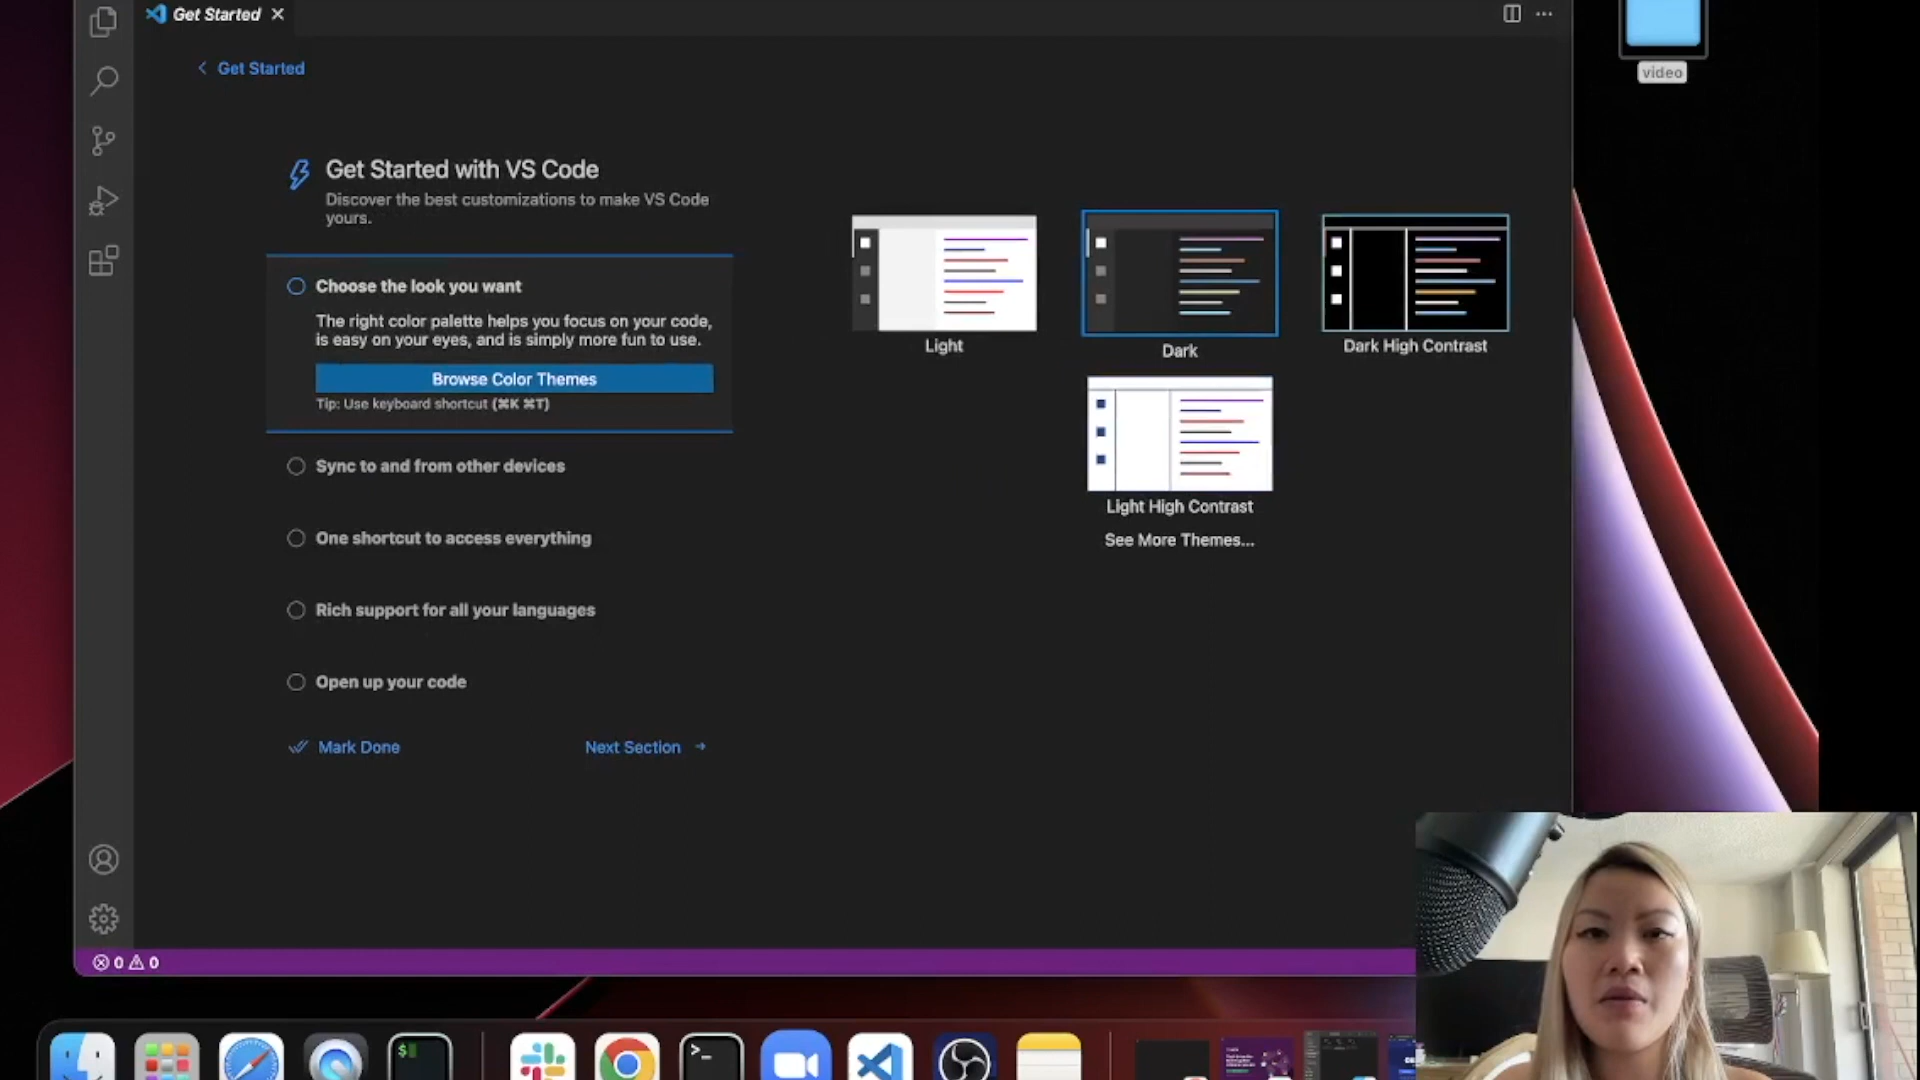 Get Started
video
Get Started
Get Started with VS Code
Discover the best customizations to make VS Code
yours.
Choose the look you want
The right color palette helps you focus on your code,
is easy on your eyes, and is simply more fun to use.
Browse Color Themes
Tip: Use keyboard shortcut (⌘K ⌘T)
Sync to and from other devices
One shortcut to access everything
Rich support for all your languages
Open up your code
Mark Done
Next Section
Light
Dark
Dark High Contrast
Light High Contrast
See More Themes...
0 0
$
>_